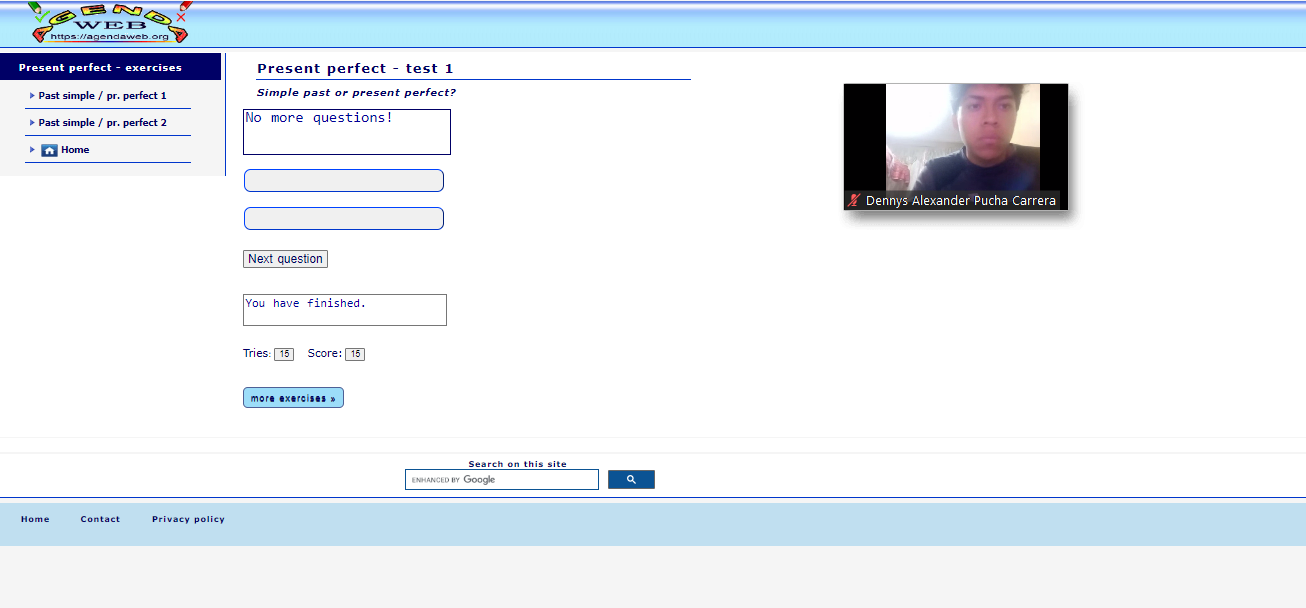 AGENDA
WEB
https://agendaweb.org
Present perfect - exercises
Past simple / pr. perfect 1
Past simple / pr. perfect 2
Home
Present perfect - test 1
Simple past or present perfect?
No more questions!
Next question
You have finished.
Tries: 15 Score: 15
more exercises »
Dennys Alexander Pucha Carrera
Search on this site
ENHANCED BY Google
Home Contact Privacy policy